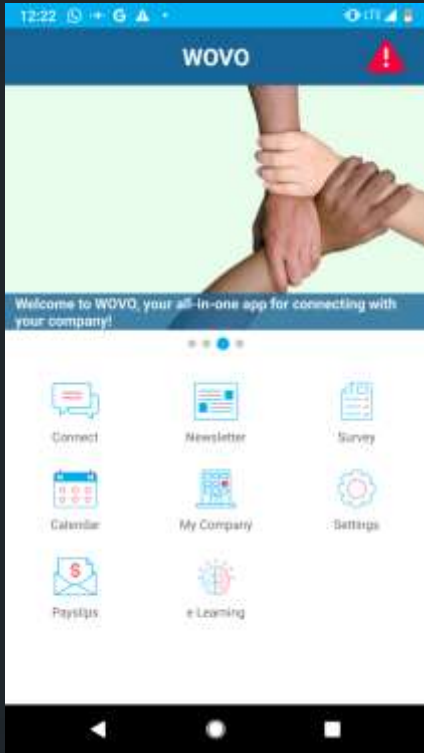 12:22
LTE
WOVO
Welcome to WOVO, your all-in-one app for connecting with
your company!
Connect
Newsletter
Survey
Calendar
My Company
Settings
Payslips
e Learning